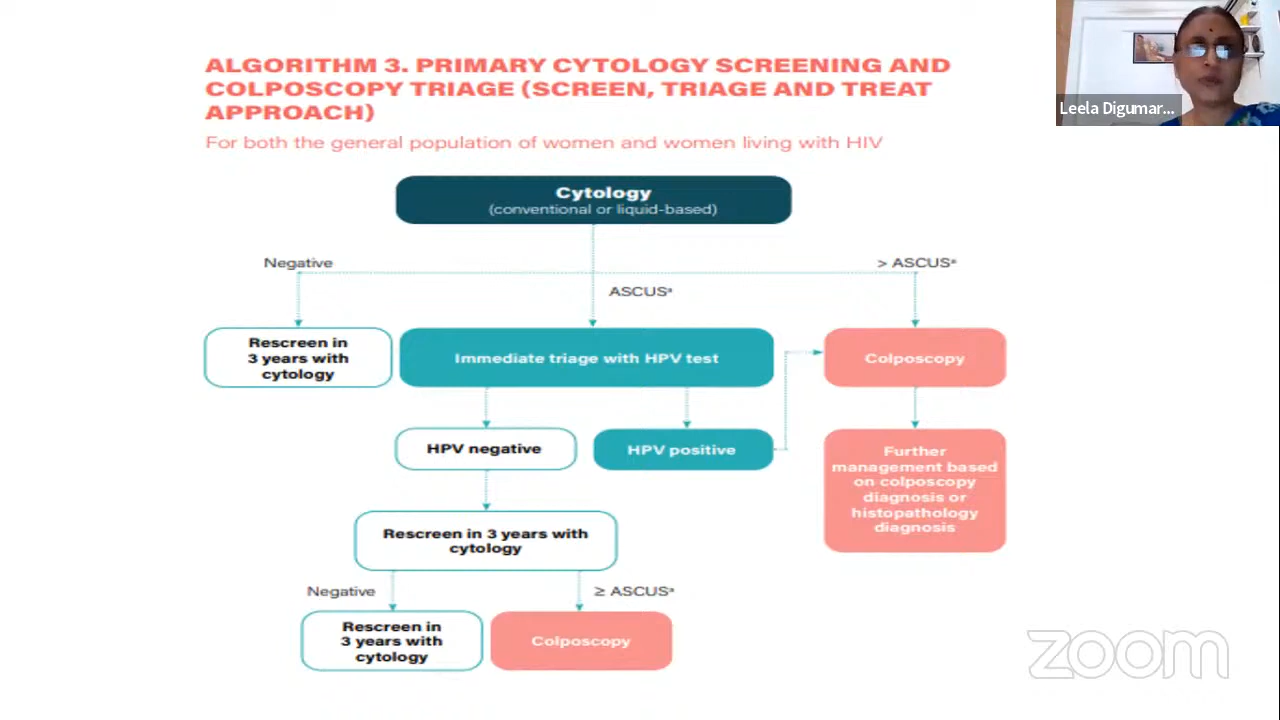 ALGORITHM 3. PRIMARY CYTOLOGY SCREENING AND
COLPOSCOPY TRIAGE (SCREEN, TRIAGE AND TREAT
APPROACH)
For both the general population of women and women living with HIV
Leela Digumar...
Cytology
(conventional or liquid-based)
Negative
> ASCUSᵃ
ASCUSᵃ
Rescreen in
3 years with
cytology
Immediate triage with HPV test
Colposcopy
HPV negative
HPV positive
Further
management based
on colposcopy
diagnosis or
histopathology
diagnosis
Rescreen in 3 years with
cytology
Negative
≥ ASCUSᵃ
Rescreen in
3 years with
cytology
Colposcopy
zoom